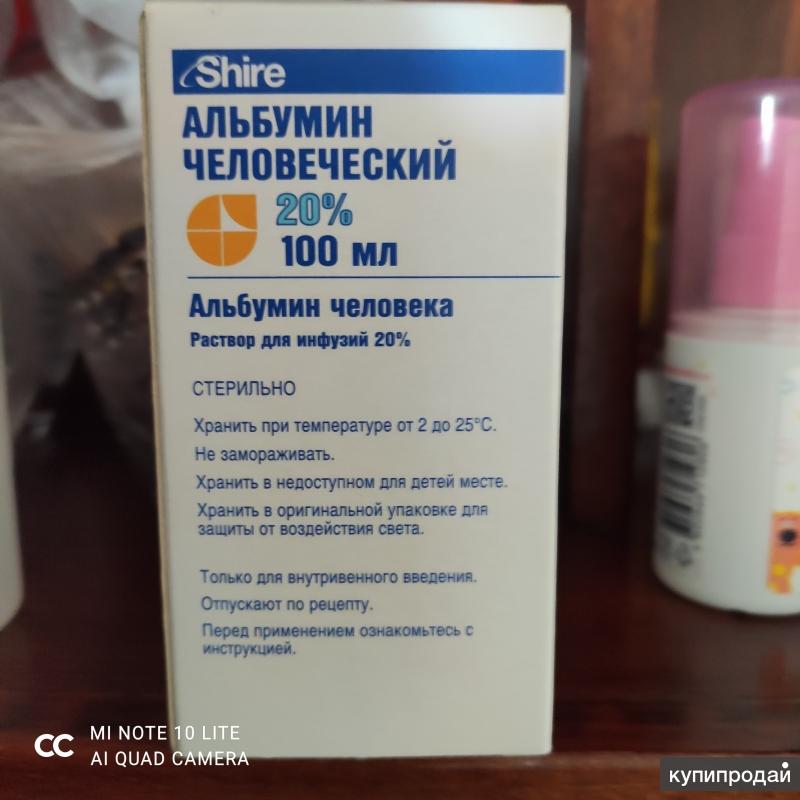 Shire
АЛЬБУМИН
ЧЕЛОВЕЧЕСКИЙ
20%
100 мл
Альбумин человека
Раствор для инфузий 20%
СТЕРИЛЬНО
Хранить при температуре от 2 до 25°C.
Не замораживать.
Хранить в недоступном для детей месте.
Хранить в оригинальной упаковке для
защиты от воздействия света.
Только для внутривенного введения.
Отпускают по рецепту.
Перед применением ознакомьтесь с
инструкцией.
MI NOTE 10 LITE
AI QUAD CAMERA
купипродай